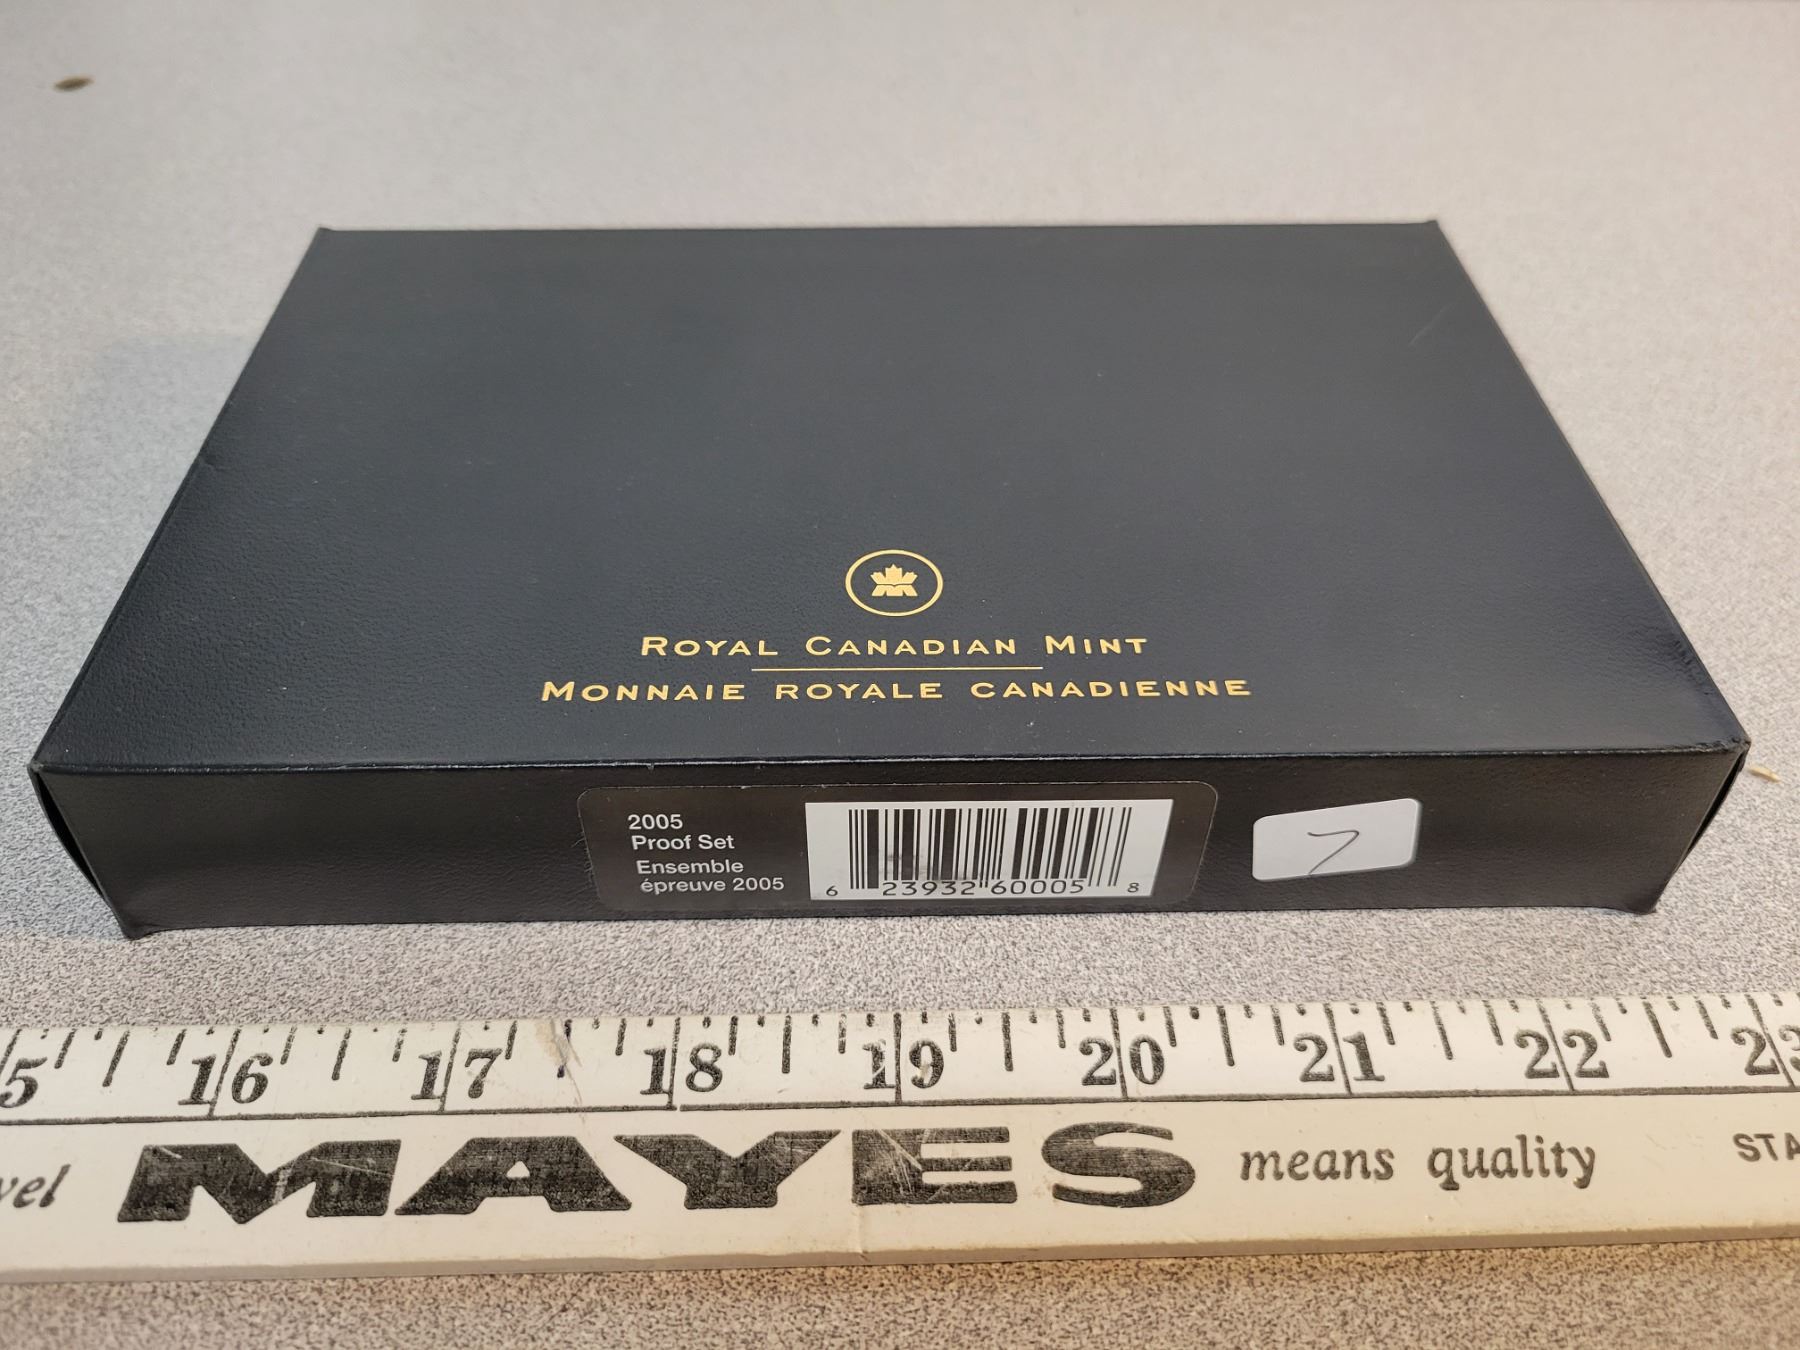 ROYAL CANADIAN MINT
MONNAIE ROYALE CANADIENNE
2005
Proof Set
Ensemble
épreuve 2005
6 23932 60005 8
7
5 16 17 18 19 20 21 22 23
vel MAYES means quality STA